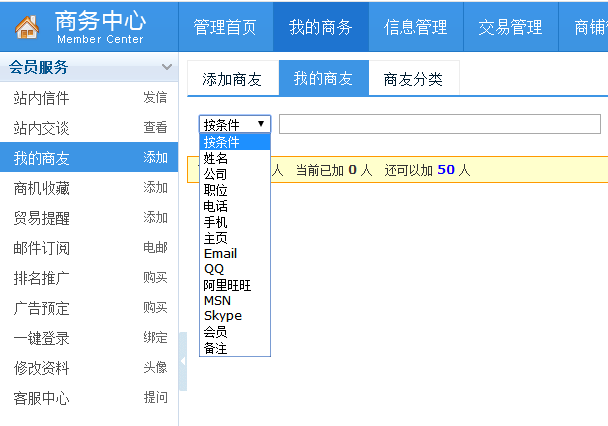 商务中心
Member Center
管理首页 我的商务 信息管理 交易管理
会员服务
站内信件 发信
站内交谈 查看
我的商友 添加
商机收藏 添加
贸易提醒 添加
邮件订阅 电邮
排名推广 购买
广告预定 购买
一键登录 绑定
修改资料 头像
客服中心 提问
添加商友 我的商友 商友分类
按条件
按条件
姓名
公司
职位
电话
手机
主页
Email
QQ
阿里旺旺
MSN
Skype
会员
备注
人 当前已加 0 人 还可以加 50 人